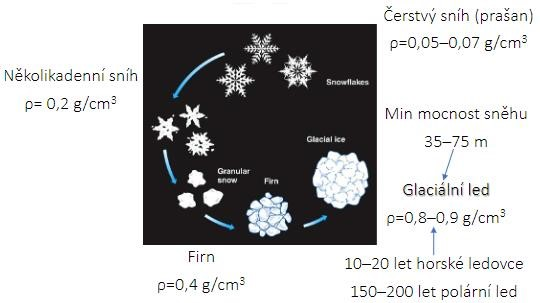 Čerstvý sníh (prašan)
ρ=0,05–0,07 g/cm³
Několikadenní sníh
ρ= 0,2 g/cm³
Snowflakes
Min mocnost sněhu
35–75 m
Glacial ice
Granular
snow
Firn
Glaciální led
ρ=0,8–0,9 g/cm³
Firn
ρ=0,4 g/cm³
10–20 let horské ledovce
150–200 let polární led